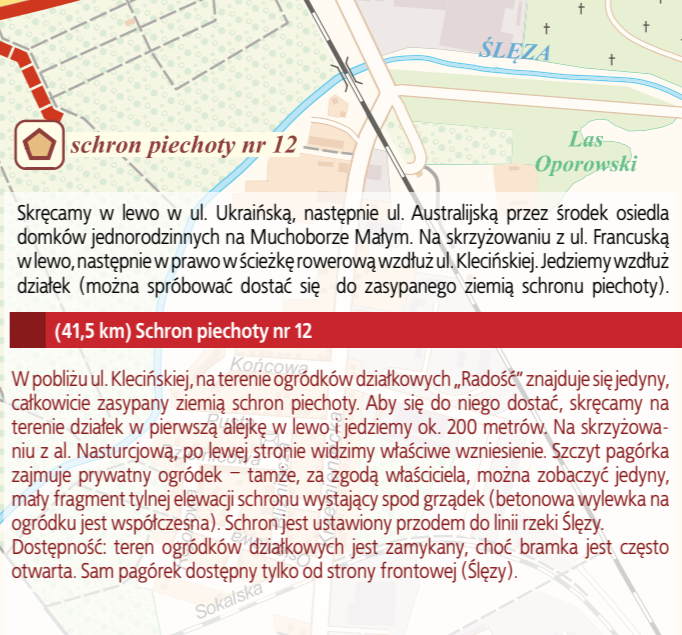 ŚLĘZA
schron piechoty nr 12
Las
Oporowski
Skręcamy w lewo w ul. Ukraińską, następnie ul. Australijską przez środek osiedla
domków jednorodzinnych na Muchoborze Małym. Na skrzyżowaniu z ul. Francuską
w lewo, następnie w prawo w ścieżkę rowerową wzdłuż ul. Klecińskiej. Jedziemy wzdłuż
działek (można spróbować dostać się do zasypanego ziemią schronu piechoty).
(41,5 km) Schron piechoty nr 12
Końcowa
W pobliżu ul. Klecińskiej, na terenie ogródków działkowych „Radość” znajduje się jedyny,
całkowicie zasypany ziemią schron piechoty. Aby się do niego dostać, skręcamy na
terenie działek w pierwszą alejkę w lewo i jedziemy ok. 200 metrów. Na skrzyżowa-
niu z al. Nasturcjową, po lewej stronie widzimy właściwe wzniesienie. Szczyt pagórka
zajmuje prywatny ogródek – tamże, za zgodą właściciela, można zobaczyć jedyny,
mały fragment tylnej elewacji schronu wystający spod grządek (betonowa wylewka na
ogródku jest współczesna). Schron jest ustawiony przodem do linii rzeki Ślęzy.
Dostępność: teren ogródków działkowych jest zamykany, choć bramka jest często
otwarta. Sam pagórek dostępny tylko od strony frontowej (Ślęzy).
Sokalska